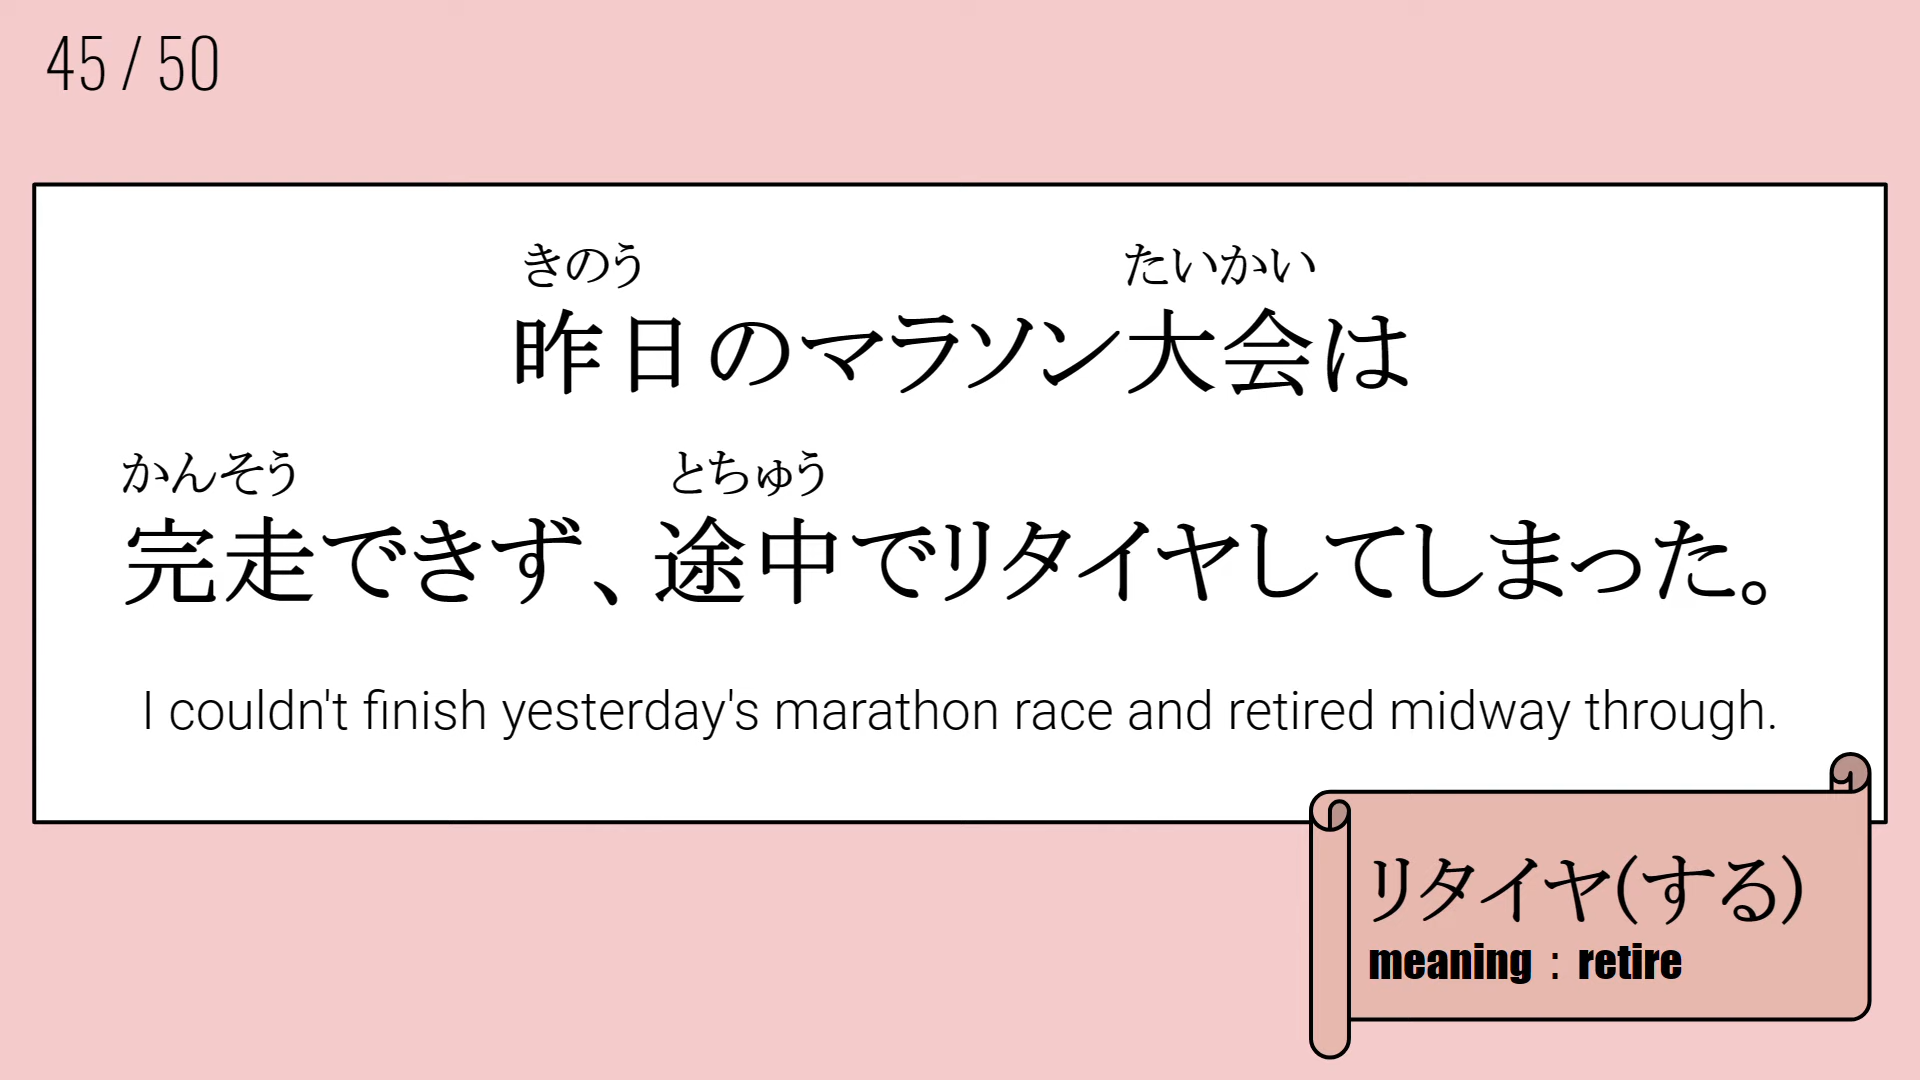 45 / 50
きのう たいかい
昨日のマラソン大会は
かんそう とちゅう
完走できず、途中でリタイヤしてしまった。
I couldn't finish yesterday's marathon race and retired midway through.
リタイヤ(する)
meaning : retire